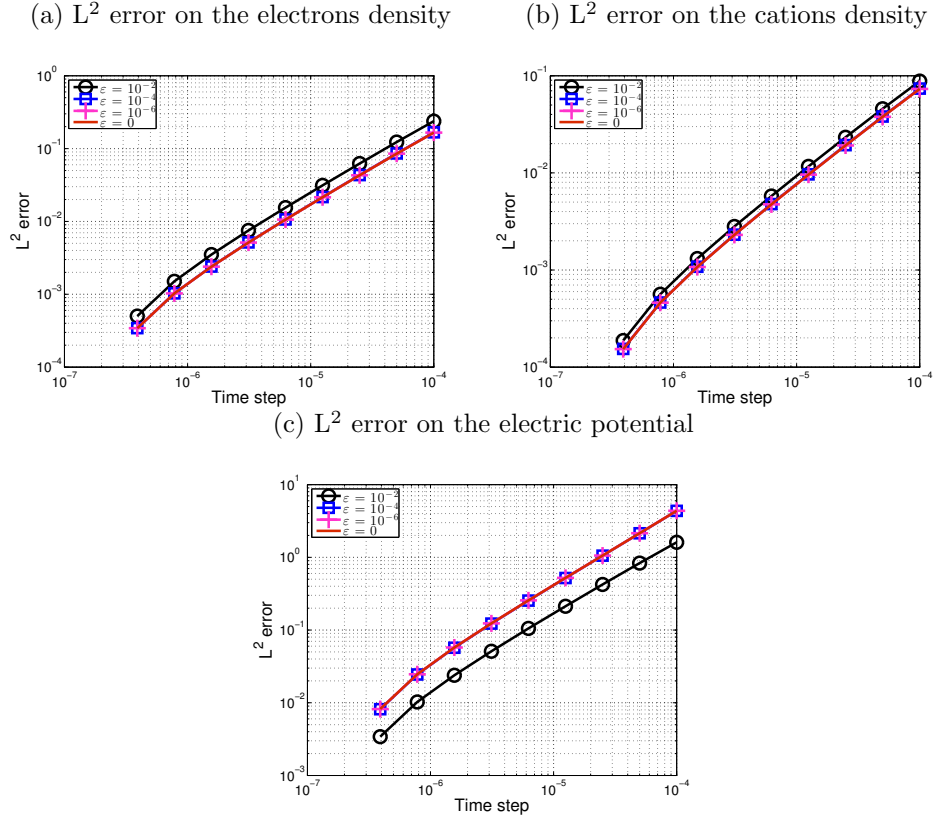 (a) L² error on the electrons density
(b) L² error on the cations density
10⁰
10⁻¹
10⁻²
10⁻³
10⁻⁴
L² error
ε = 10⁻²
ε = 10⁻⁴
ε = 10⁻⁶
ε = 0
10⁻⁷
10⁻⁶
10⁻⁵
10⁻⁴
Time step
10⁻¹
10⁻²
10⁻³
10⁻⁴
L² error
ε = 10⁻²
ε = 10⁻⁴
ε = 10⁻⁶
ε = 0
10⁻⁷
10⁻⁶
10⁻⁵
10⁻⁴
Time step
(c) L² error on the electric potential
10¹
10⁰
10⁻¹
10⁻²
10⁻³
L² error
ε = 10⁻²
ε = 10⁻⁴
ε = 10⁻⁶
ε = 0
10⁻⁷
10⁻⁶
10⁻⁵
10⁻⁴
Time step